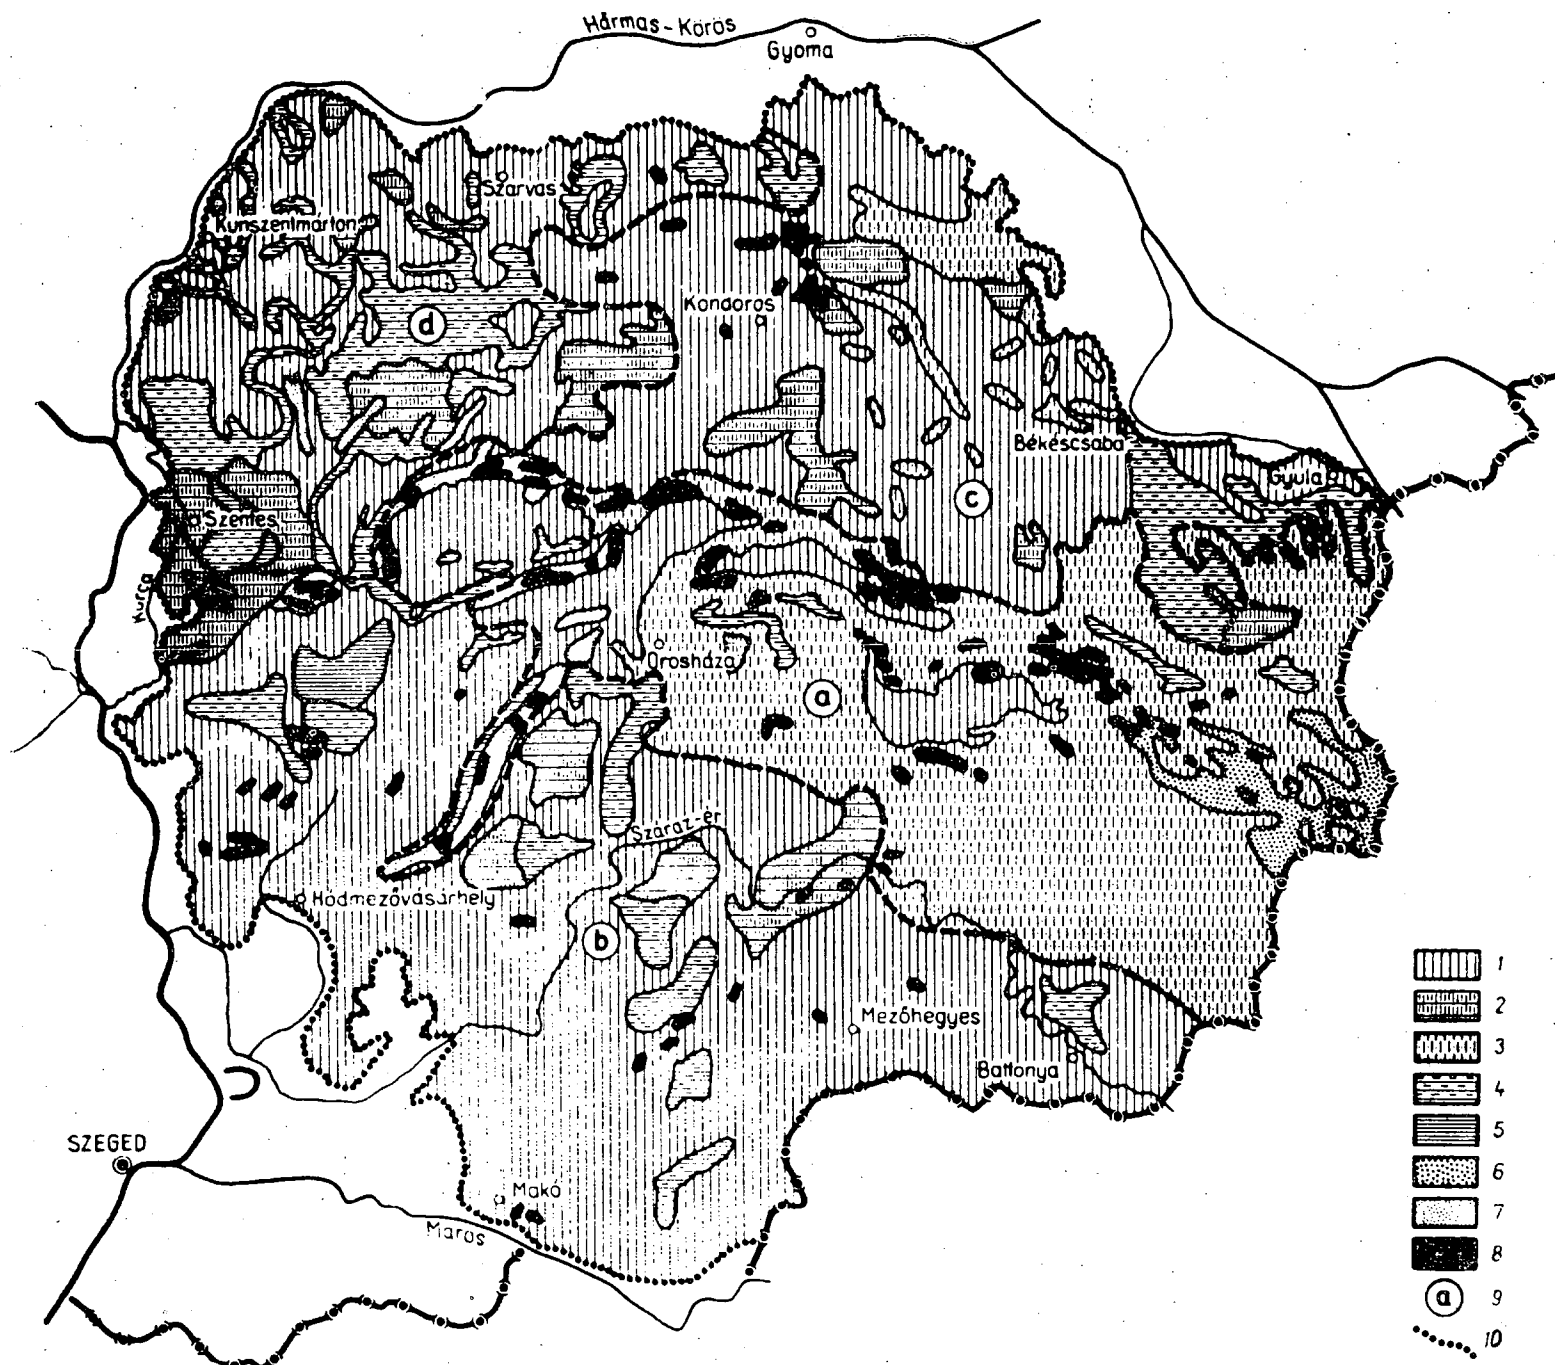 Hármas-Körös
Gyoma
Szarvas
Kunszentmárton
Kondoros
d
Békéscsaba
Gyula
c
Szentes
Kurca
Orosháza
a
Száraz-ér
Hódmezővásárhely
b
Mezőhegyes
Battonya
SZEGED
Makó
Maros
1
2
3
4
5
6
7
8
a 9
10